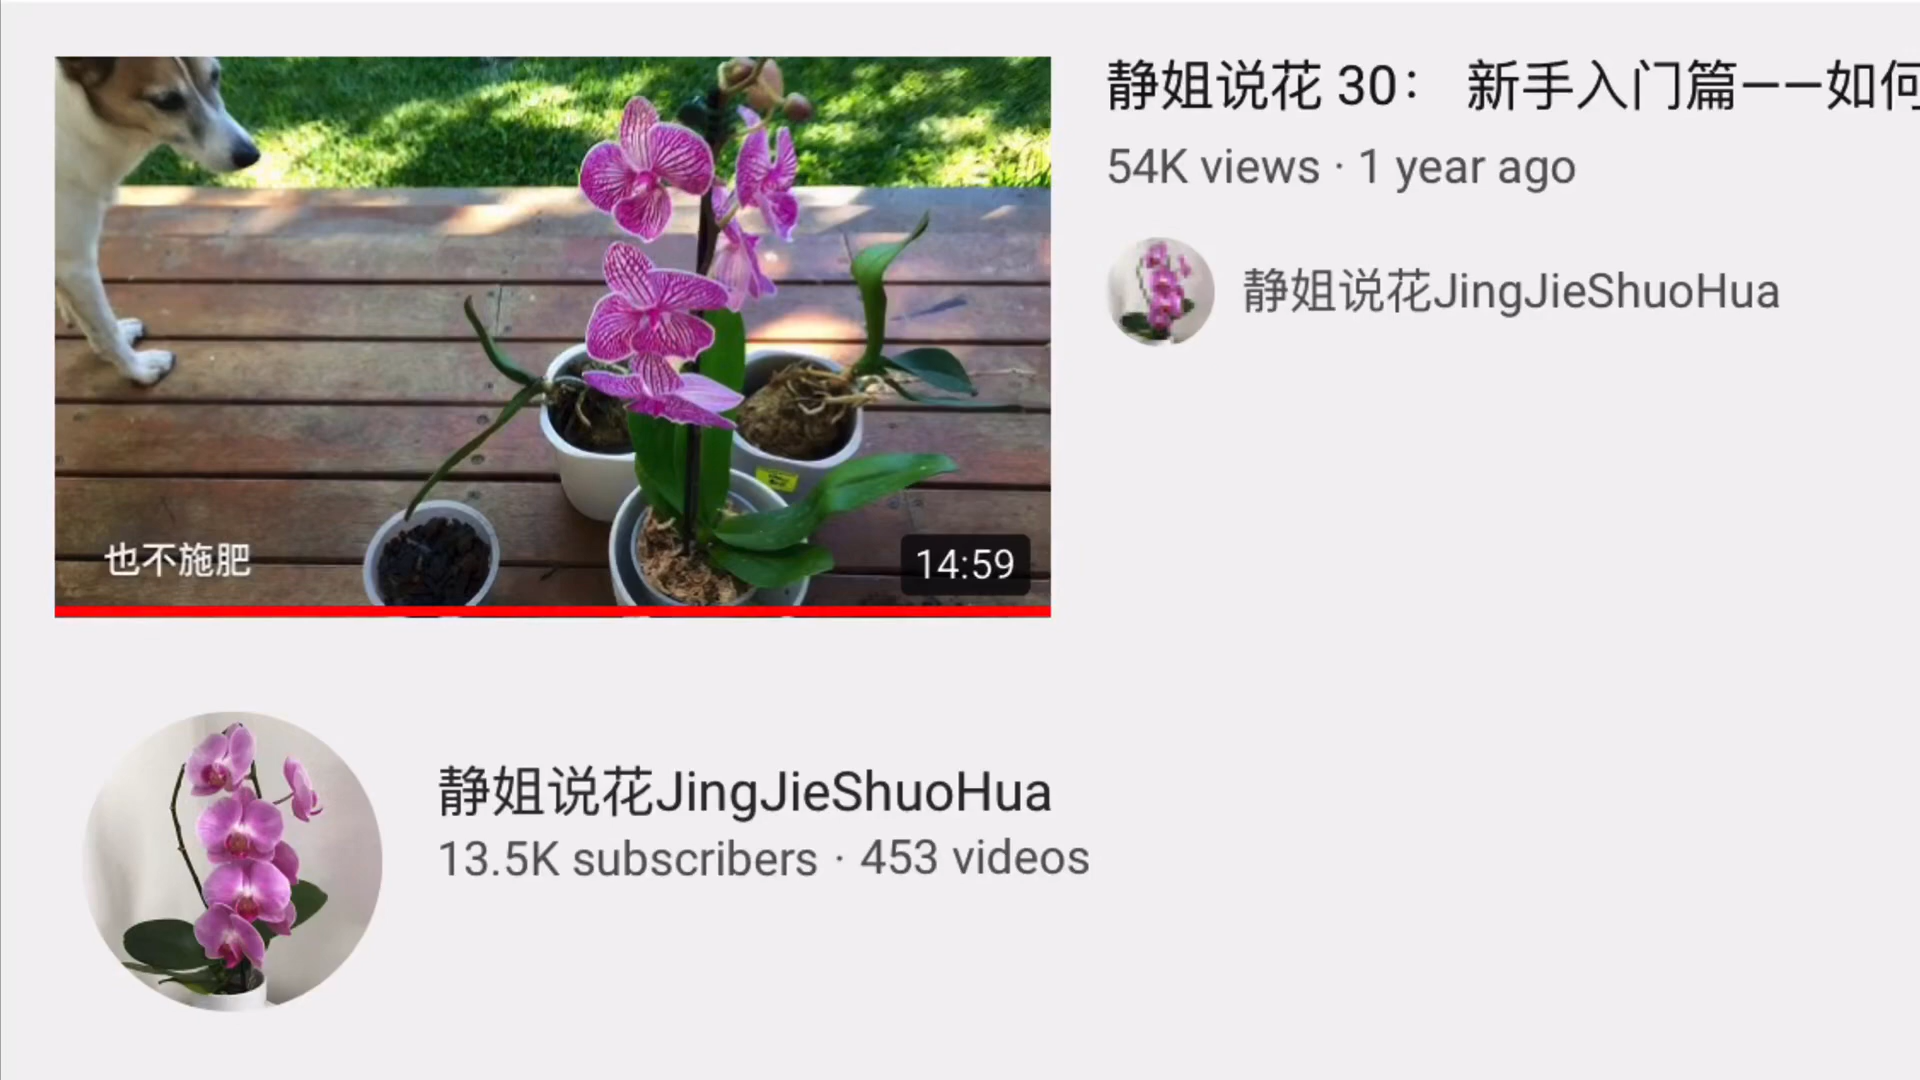 静姐说花 30： 新手入门篇——如何
54K views · 1 year ago
静姐说花JingJieShuoHua
也不施肥
14:59
静姐说花JingJieShuoHua
13.5K subscribers · 453 videos